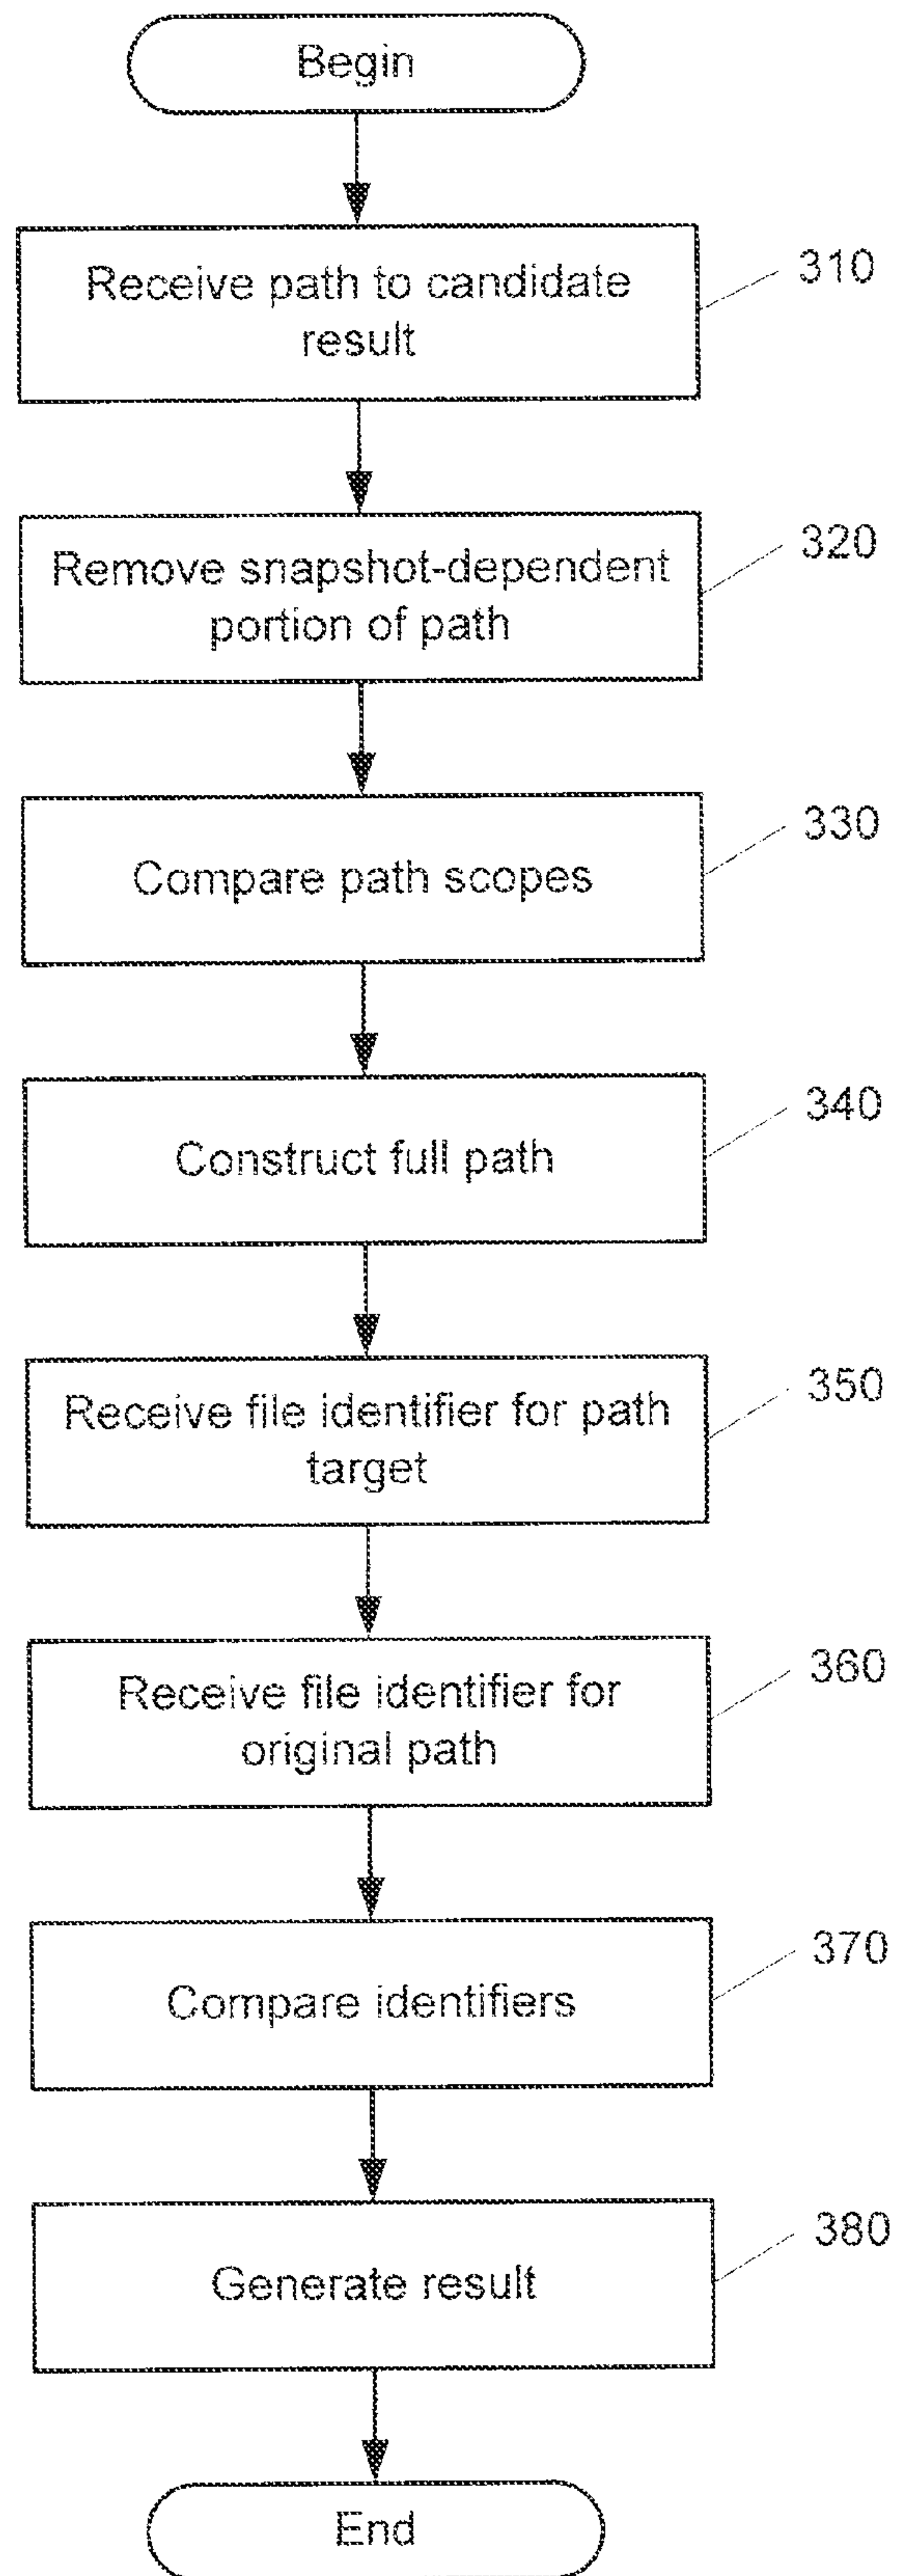 Begin
Receive path to candidate
result
310
Remove snapshot-dependent
portion of path
320
Compare path scopes
330
Construct full path
340
Receive file identifier for path
target
350
Receive file identifier for
original path
360
Compare identifiers
370
Generate result
380
End